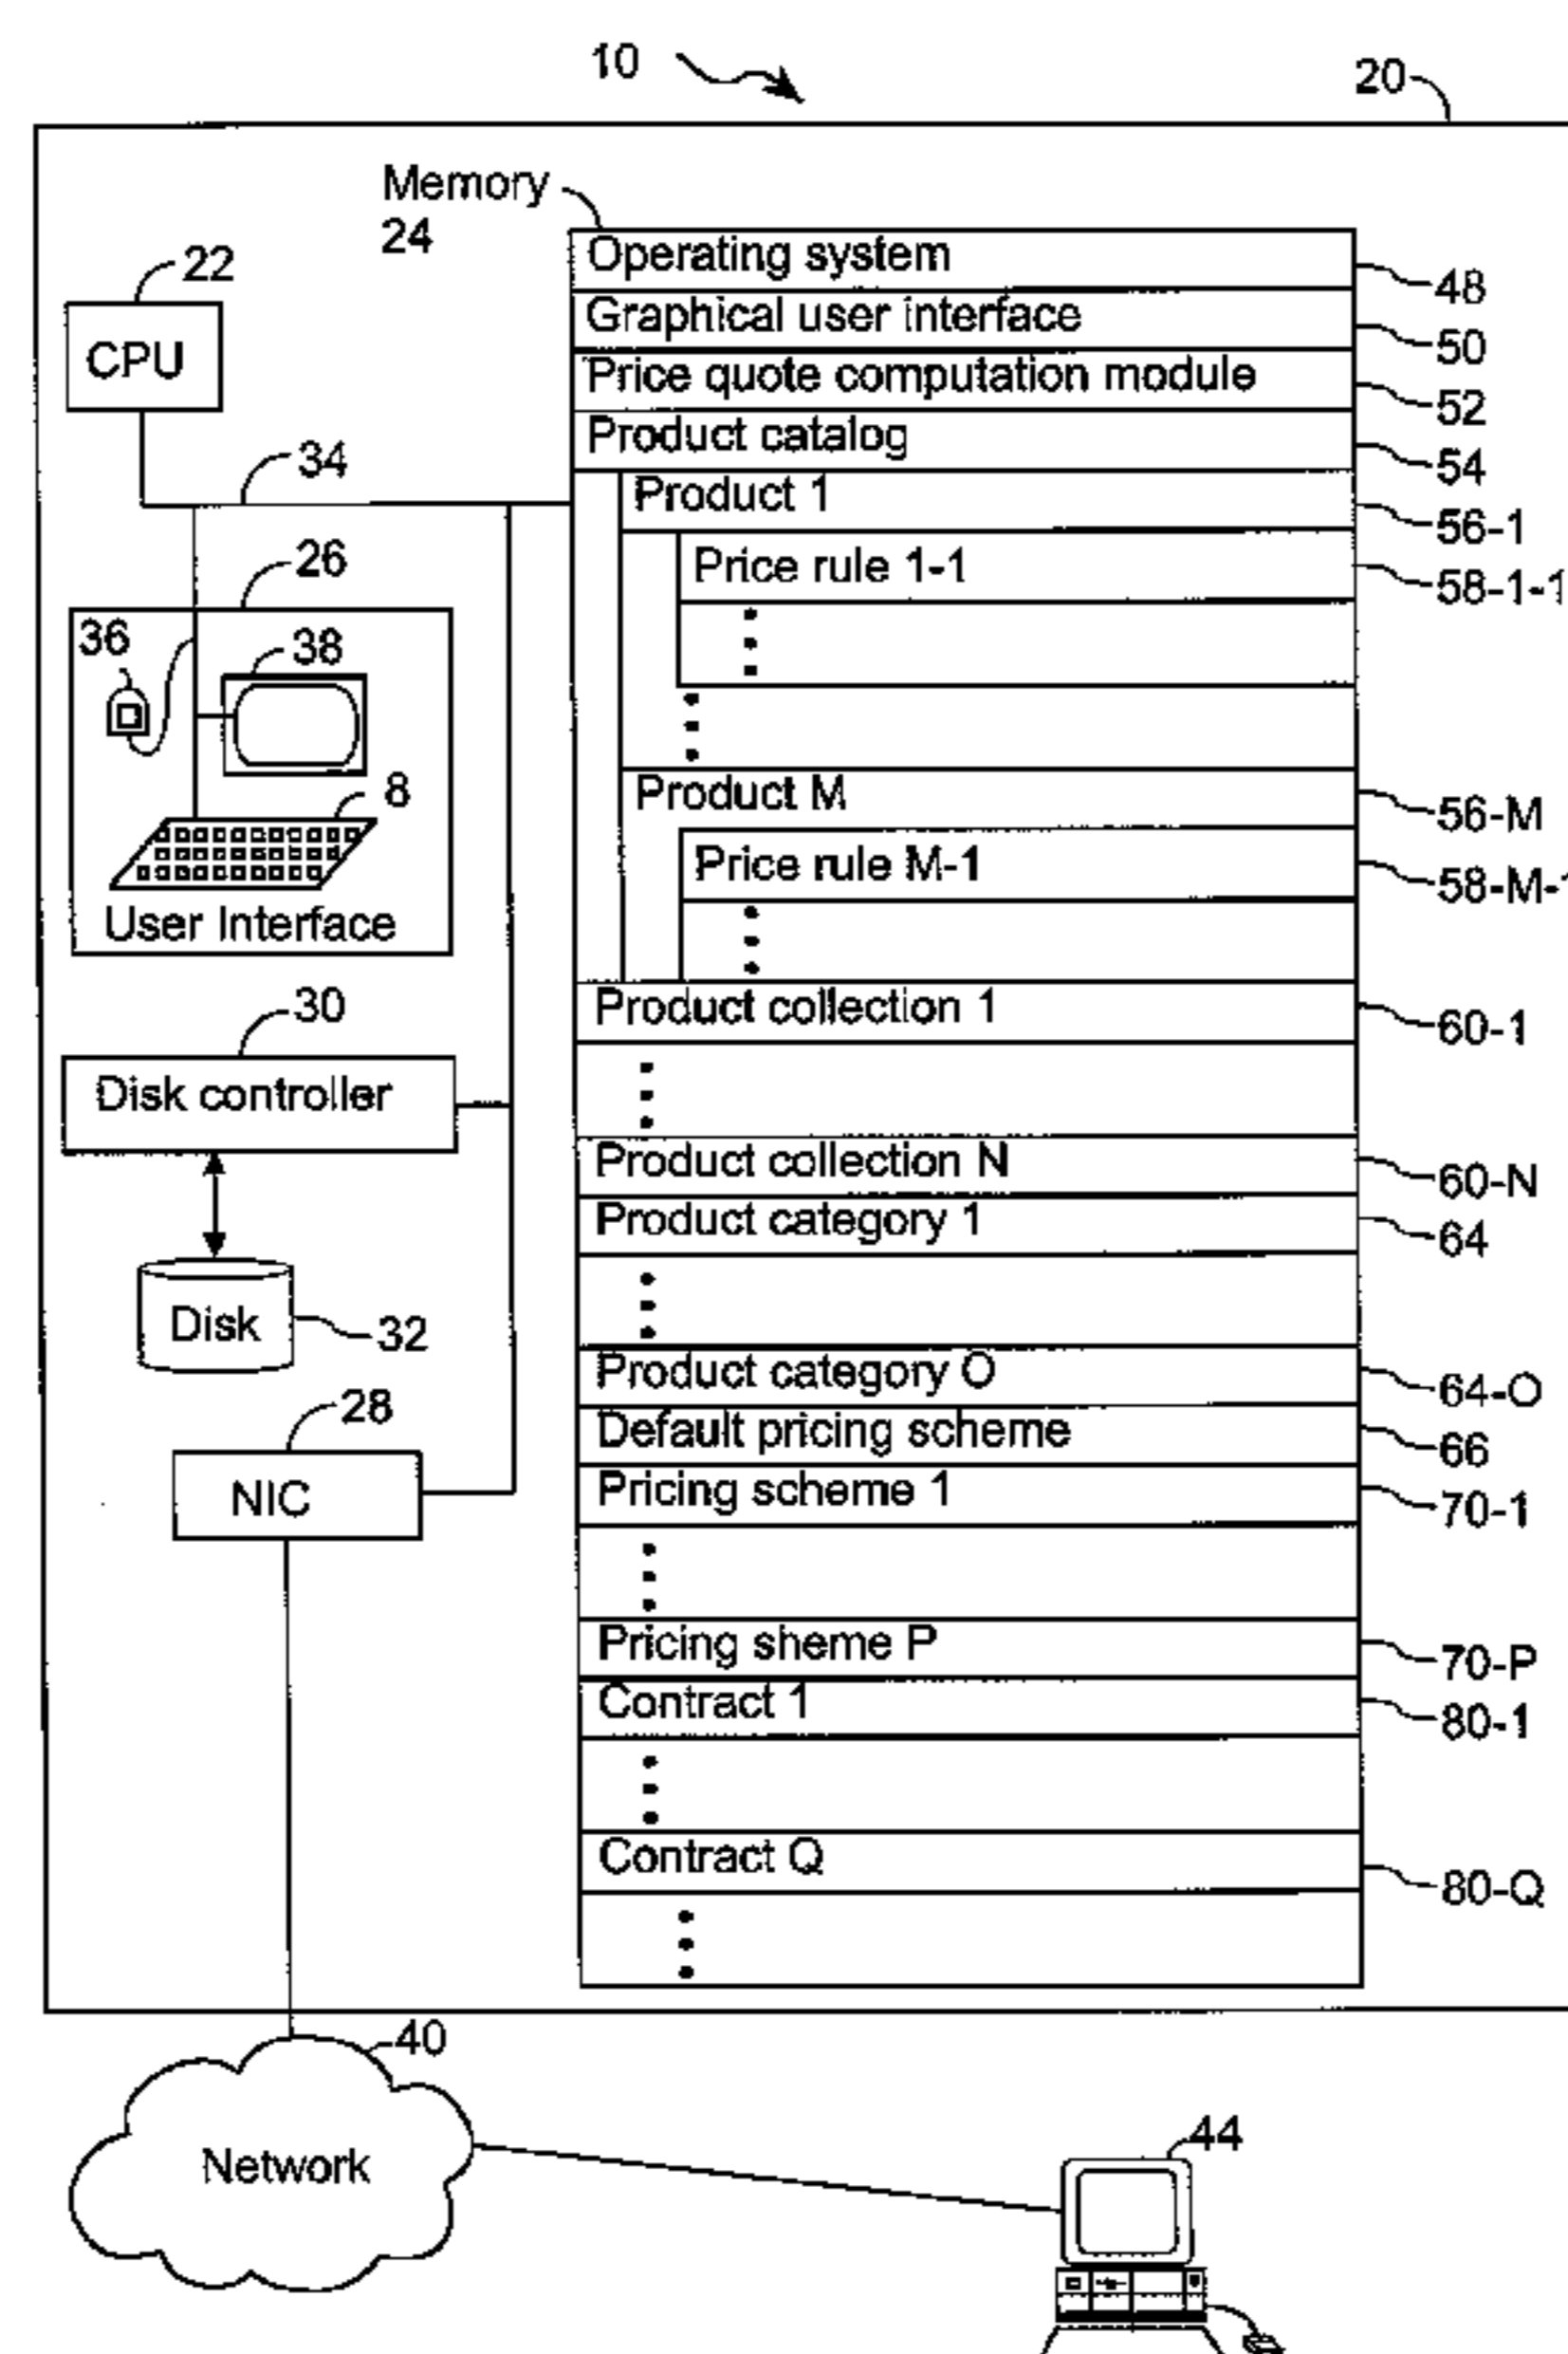 10
20
Memory
24
Operating system
48
22
CPU
Graphical user interface
50
Price quote computation module
52
Product catalog
54
34
Product 1
56-1
26
Price rule 1-1
58-1-1
36
38
8
Product M
56-M
Price rule M-1
58-M-1
User Interface
30
Product collection 1
60-1
Disk controller
Product collection N
60-N
Product category 1
64
Disk
32
Product category O
64-O
28
Default pricing scheme
66
NIC
Pricing scheme 1
70-1
Pricing sheme P
70-P
Contract 1
80-1
Contract Q
80-Q
40
Network
44